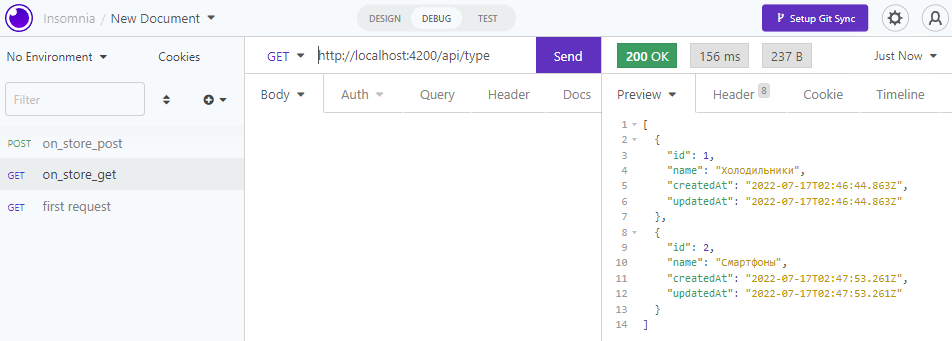 Insomnia / New Document
DESIGN DEBUG TEST
Setup Git Sync
No Environment
Cookies
GET
http://localhost:4200/api/type
Send
200 OK
156 ms
237 B
Just Now
Filter
Body
Auth
Query
Header
Docs
Preview
Header 8
Cookie
Timeline
POST on_store_post
GET on_store_get
GET first request
1 [
2 {
3 "id": 1,
4 "name": "Холодильники",
5 "createdAt": "2022-07-17T02:46:44.863Z",
6 "updatedAt": "2022-07-17T02:46:44.863Z"
7 },
8 {
9 "id": 2,
10 "name": "Смартфоны",
11 "createdAt": "2022-07-17T02:47:53.261Z",
12 "updatedAt": "2022-07-17T02:47:53.261Z"
13 }
14 ]